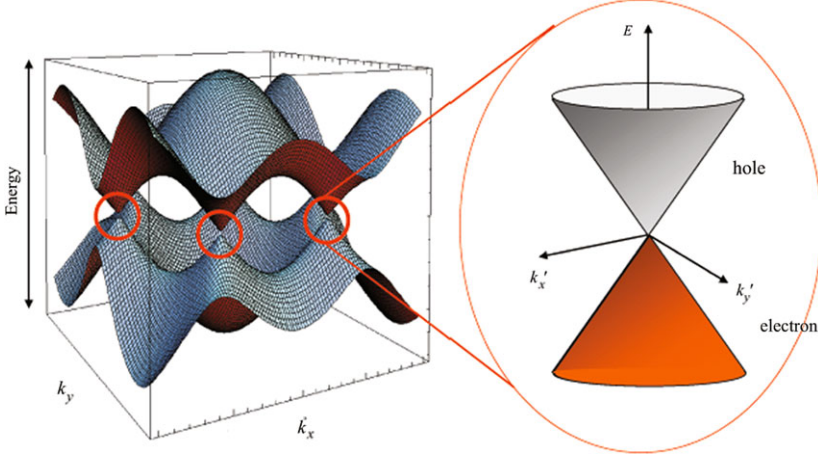 Energy
k_y
k_x
E
hole
k_x'
k_y'
electron